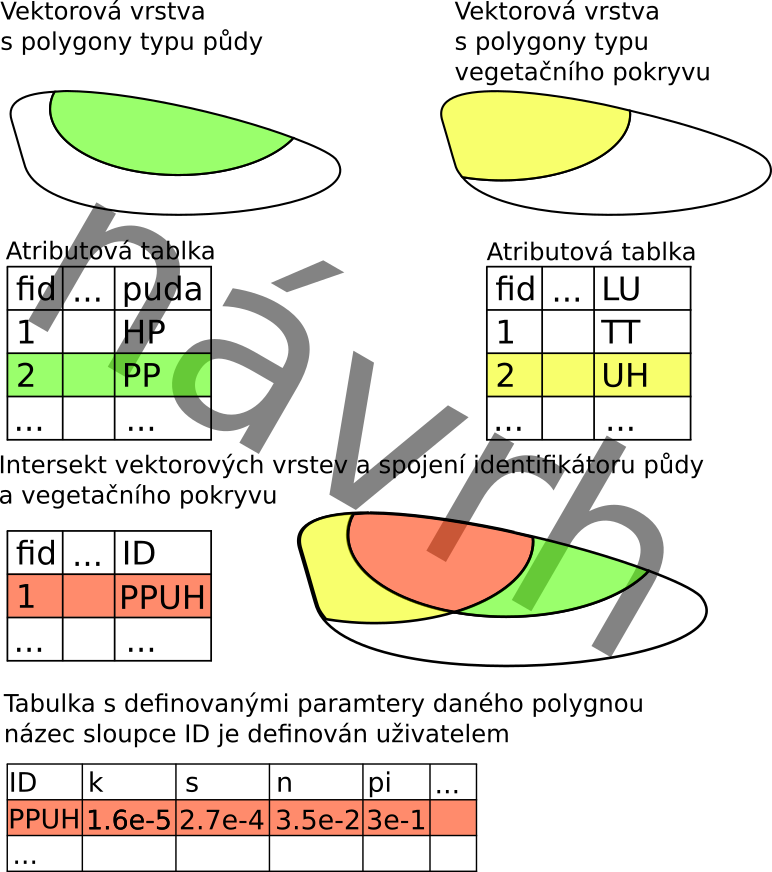 Vektorová vrstva
s polygony typu půdy
Vektorová vrstva
s polygony typu
vegetačního pokryvu
Atributová tablka
fid ... puda
1 HP
2 PP
... ...
Atributová tablka
fid ... LU
1 TT
2 UH
... ...
návrh
Intersekt vektorových vrstev a spojení identifikátoru půdy
a vegetačního pokryvu
fid ... ID
1 PPUH
... ...
Tabulka s definovanými paramtery daného polygnou
názec sloupce ID je definován uživatelem
ID k s n pi ...
PPUH 1.6e-5 2.7e-4 3.5e-2 3e-1
...